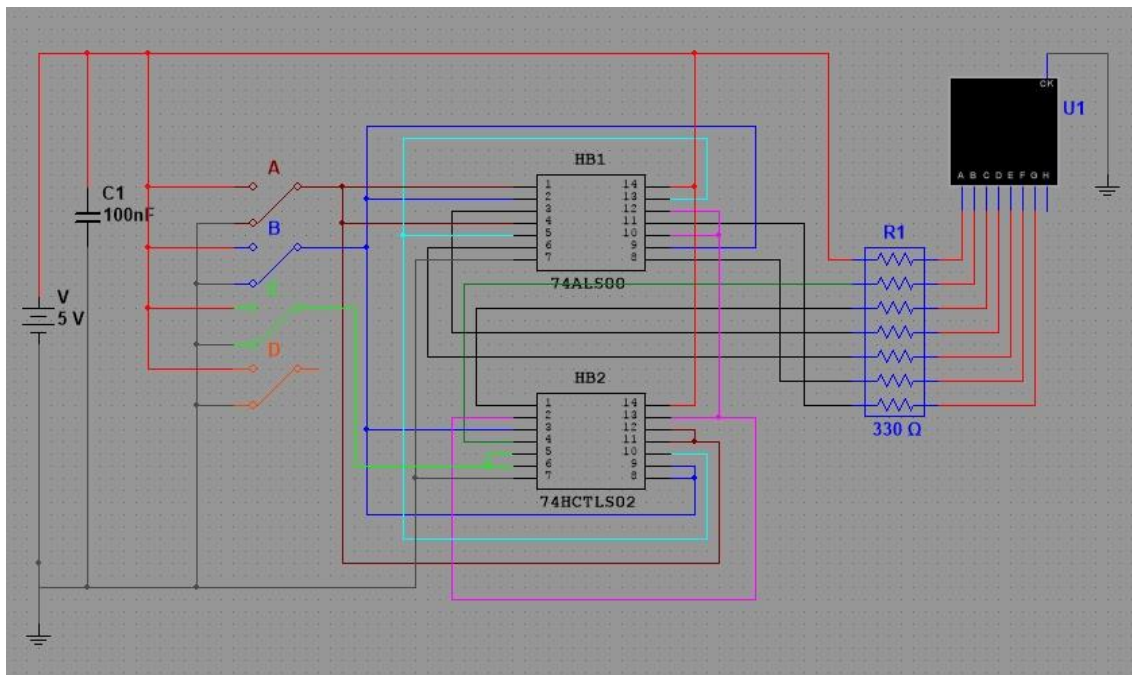 CK
U1
A B C D E F G H
HB1
1 14
2 13
3 12
4 11
5 10
6 9
7 8
74ALS00
A
C1
100nF
B
R1
V
5 V
D
HB2
1 14
2 13
3 12
4 11
5 10
6 9
7 8
74HCTLS02
330 Ω